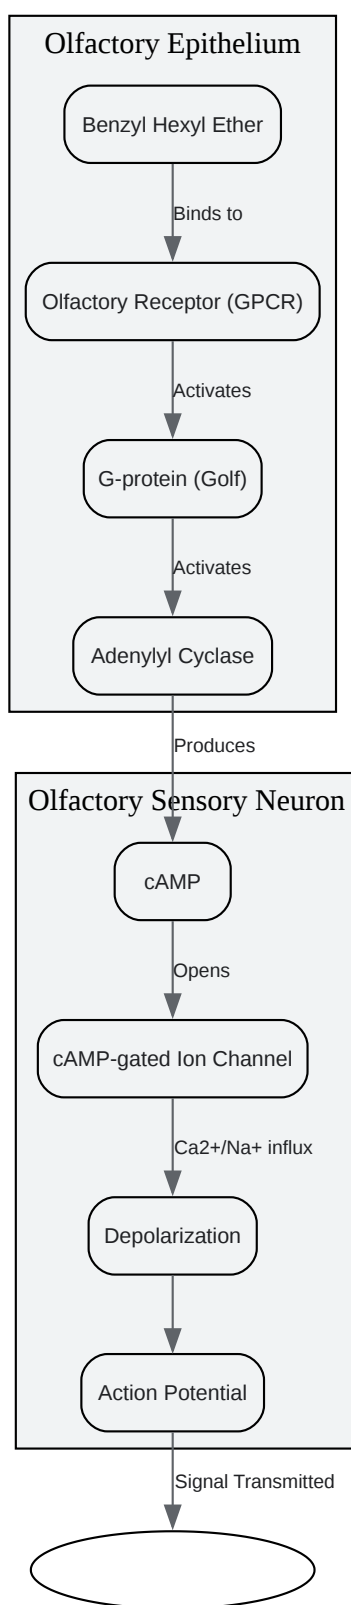 Olfactory Epithelium
Benzyl Hexyl Ether
Binds to
Olfactory Receptor (GPCR)
Activates
G-protein (Golf)
Activates
Adenylyl Cyclase
Produces
Olfactory Sensory Neuron
cAMP
Opens
cAMP-gated Ion Channel
Ca2+/Na+ influx
Depolarization
Action Potential
Signal Transmitted